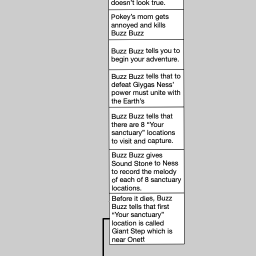 doesn't look true.
Pokey's mom gets
annoyed and kills
Buzz Buzz
Buzz Buzz tells you to
begin your adventure.
Buzz Buzz tells that to
defeat Giygas Ness'
power must unite with
the Earth's
Buzz Buzz tells that
there are 8 "Your
sanctuary" locations
to visit and capture.
Buzz Buzz gives
Sound Stone to Ness
to record the melody
of each of 8 sanctuary
locations.
Before it dies, Buzz
Buzz tells that first
"Your sanctuary"
location is called
Giant Step which is
near Onett